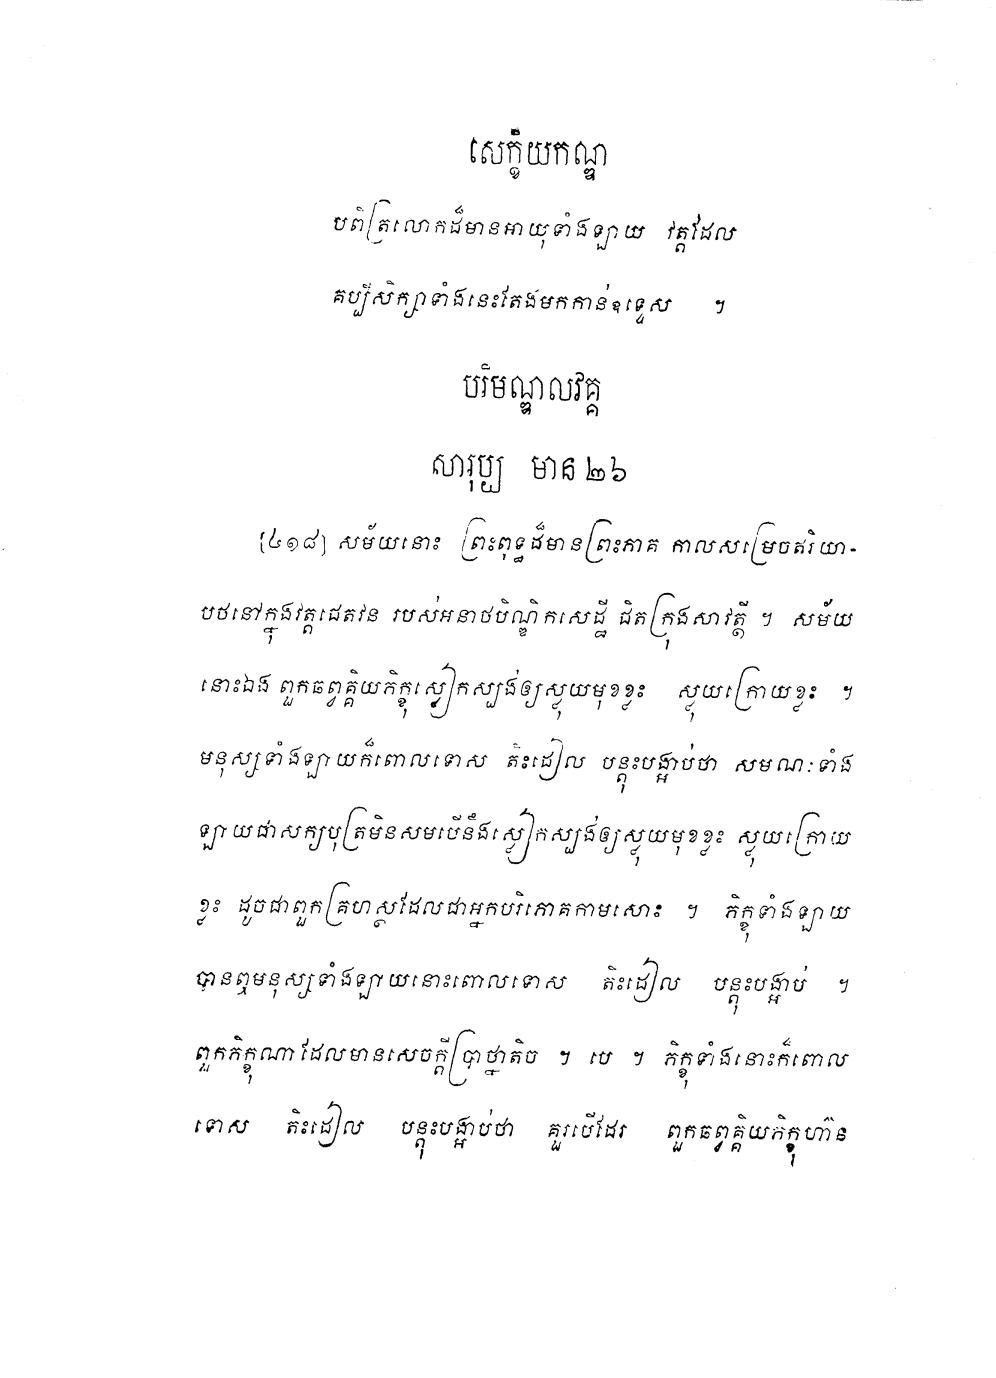 សេក្ខិយកណ្ឌ
បពិត្រលោកដ៏មានអាយុទាំងឡាយ វត្តដែល
គប្បីសិក្សាទាំងនេះតែងមកកាន់ឧទ្ទេស ។
បរិមណ្ឌលវគ្គ
សារុប្ប មាន២៦
[៤១៨] សម័យនោះ ព្រះពុទ្ធដ៏មានព្រះភាគ កាលសម្រេចឥរិយា-
បថនៅក្នុងវត្តជេតវន របស់អនាថបិណ្ឌិកសេដ្ឋី ជិតក្រុងសាវត្ថី ។ សម័យ
នោះឯង ពួកឆព្វគ្គិយភិក្ខុស្លៀកស្បង់ឲ្យស្លុយមុខខ្លះ ស្លុយក្រោយខ្លះ ។
មនុស្សទាំងឡាយក៏ពោលទោស តិះដៀល បន្តុះបង្អាប់ថា សមណៈទាំង
ឡាយជាសក្យបុត្រមិនសមបើនឹងស្លៀកស្បង់ឲ្យស្លុយមុខខ្លះ ស្លុយក្រោយ
ខ្លះ ដូចជាពួកគ្រហស្ថដែលជាអ្នកបរិភោគកាមសោះ ។ ភិក្ខុទាំងឡាយ
បានឮមនុស្សទាំងឡាយនោះពោលទោស តិះដៀល បន្តុះបង្អាប់ ។
ពួកភិក្ខុណាដែលមានសេចក្តីប្រាថ្នាតិច ។ បេ ។ ភិក្ខុទាំងនោះក៏ពោល
ទោស តិះដៀល បន្តុះបង្អាប់ថា គួរបើដែរ ពួកឆព្វគ្គិយភិក្ខុហ៊ាន